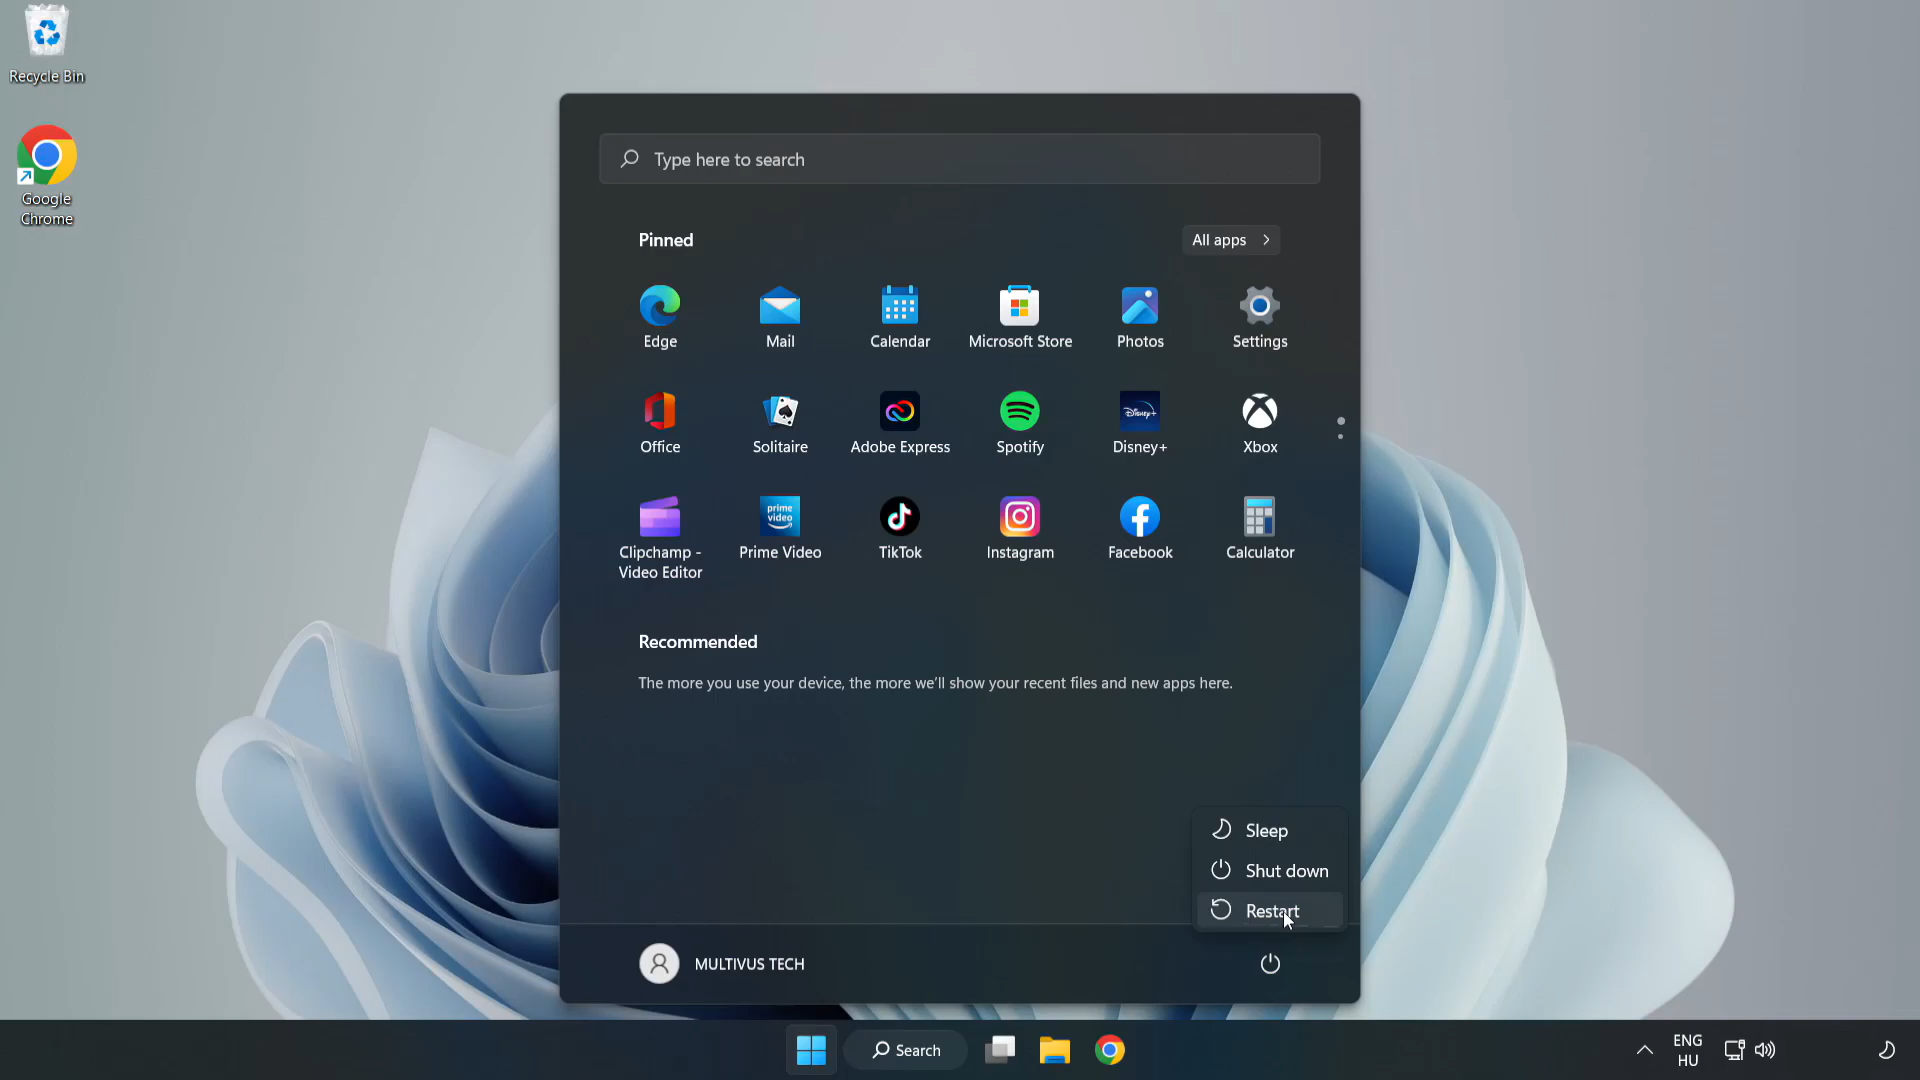 Recycle Bin
Google
Chrome
Type here to search
Pinned
All apps
Edge
Mail
Calendar
Microsoft Store
Photos
Settings
Office
Solitaire
Adobe Express
Spotify
Disney+
Disney+
Xbox
prime
video
Clipchamp -
Video Editor
Prime Video
TikTok
Instagram
Facebook
Calculator
Recommended
The more you use your device, the more we'll show your recent files and new apps here.
Sleep
Shut down
Restart
MULTIVUS TECH
Search
ENG
HU